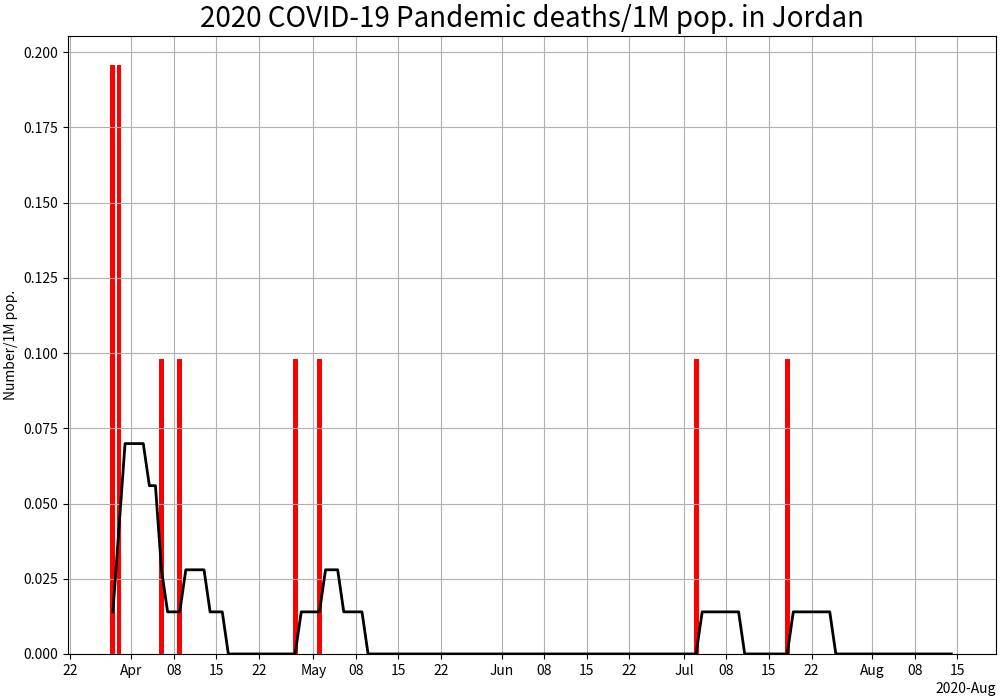 2020 COVID-19 Pandemic deaths/1M pop. in Jordan
Number/1M pop.
0.200
0.175
0.150
0.125
0.100
0.075
0.050
0.025
0.000
22 Apr 08 15 22 May 08 15 22 Jun 08 15 22 Jul 08 15 22 Aug 08 15
2020-Aug